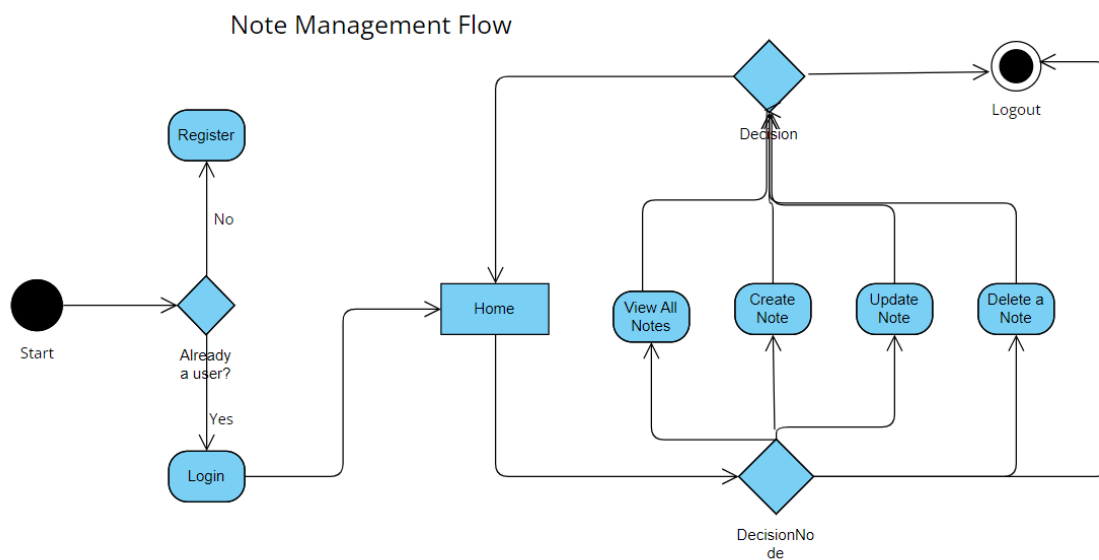 Note Management Flow
Logout
Decision
Register
No
Start
Already
a user?
Yes
Login
Home
View All
Notes
Create
Note
Update
Note
Delete a
Note
DecisionNo
de